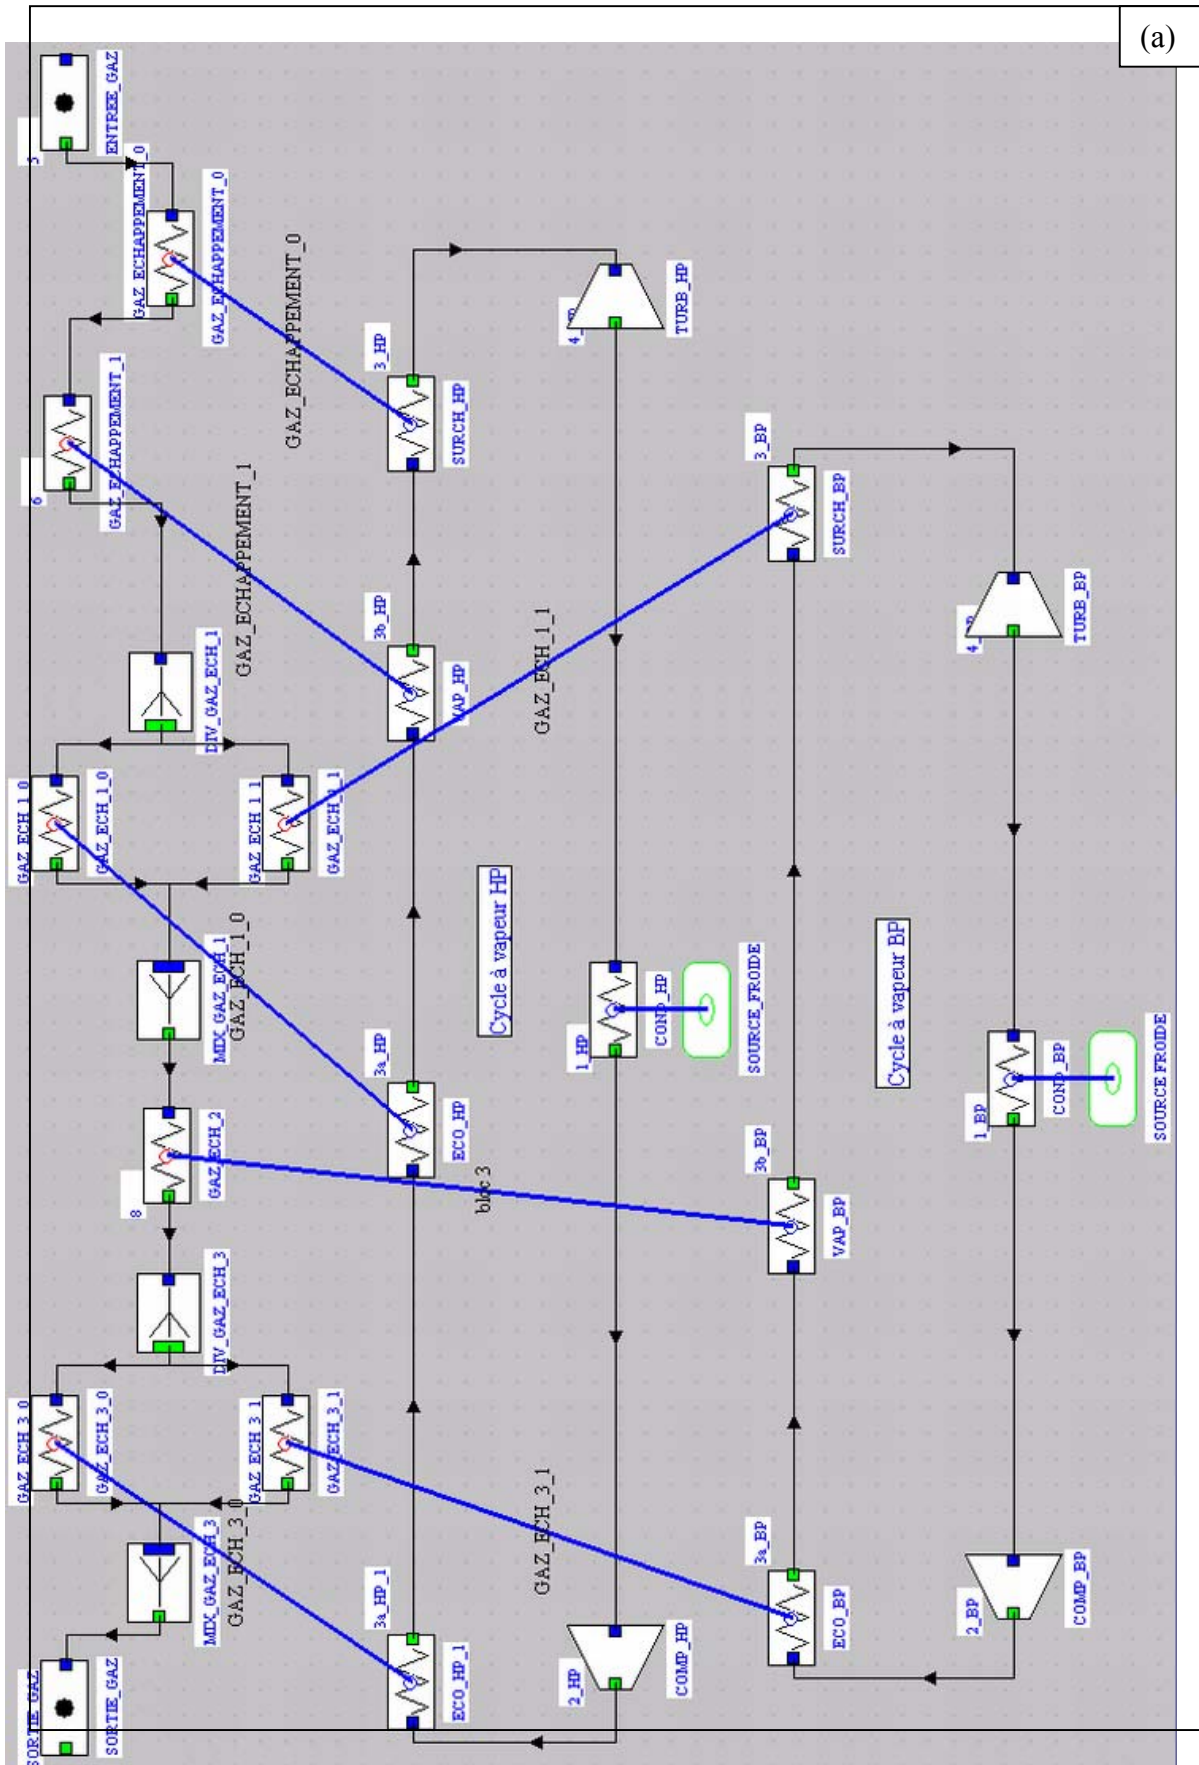 (a)
ENTREE_GAZ
GAZ_ECHAPPEMENT_0
GAZ_ECHAPPEMENT_0
GAZ_ECHAPPEMENT_0
6
GAZ_ECHAPPEMENT_1
GAZ_ECHAPPEMENT_1
DIV_GAZ_ECH_1
GAZ_ECH_1_0
GAZ_ECH_1_0
GAZ_ECH_1_1
GAZ_ECH_1_1
GAZ_ECH_1_1
MIX_GAZ_ECH_1
GAZ_ECH_1_0
8
GAZ_ECH_2
DIV_GAZ_ECH_3
GAZ_ECH_3_0
GAZ_ECH_3_0
GAZ_ECH_3_1
GAZ_ECH_3_1
GAZ_ECH_3_1
MIX_GAZ_ECH_3
GAZ_ECH_3_0
SORTIE_GAZ
SORTIE_GAZ
3_HP
SURCH_HP
3b_HP
VAP_HP
3a_HP
ECO_HP
bloc 3
3a_HP_1
ECO_HP_1
TURB_HP
Cycle à vapeur HP
1_HP
COND_HP
SOURCE_FROIDE
2_HP
COMP_HP
3_BP
SURCH_BP
3b_BP
VAP_BP
3a_BP
ECO_BP
Cycle à vapeur BP
TURB_BP
1_BP
COND_BP
SOURCE FROIDE
2_BP
COMP_BP